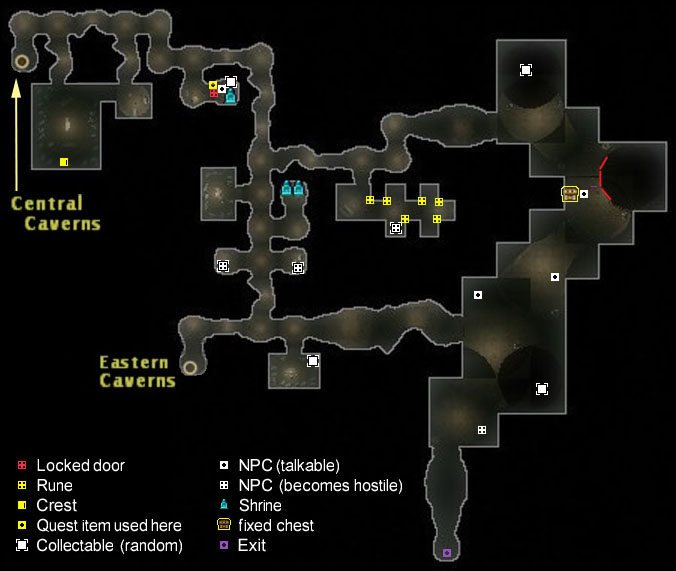 Central
Caverns
Eastern
Caverns
Locked door
Rune
Crest
Quest item used here
Collectable (random)
NPC (talkable)
NPC (becomes hostile)
Shrine
fixed chest
Exit